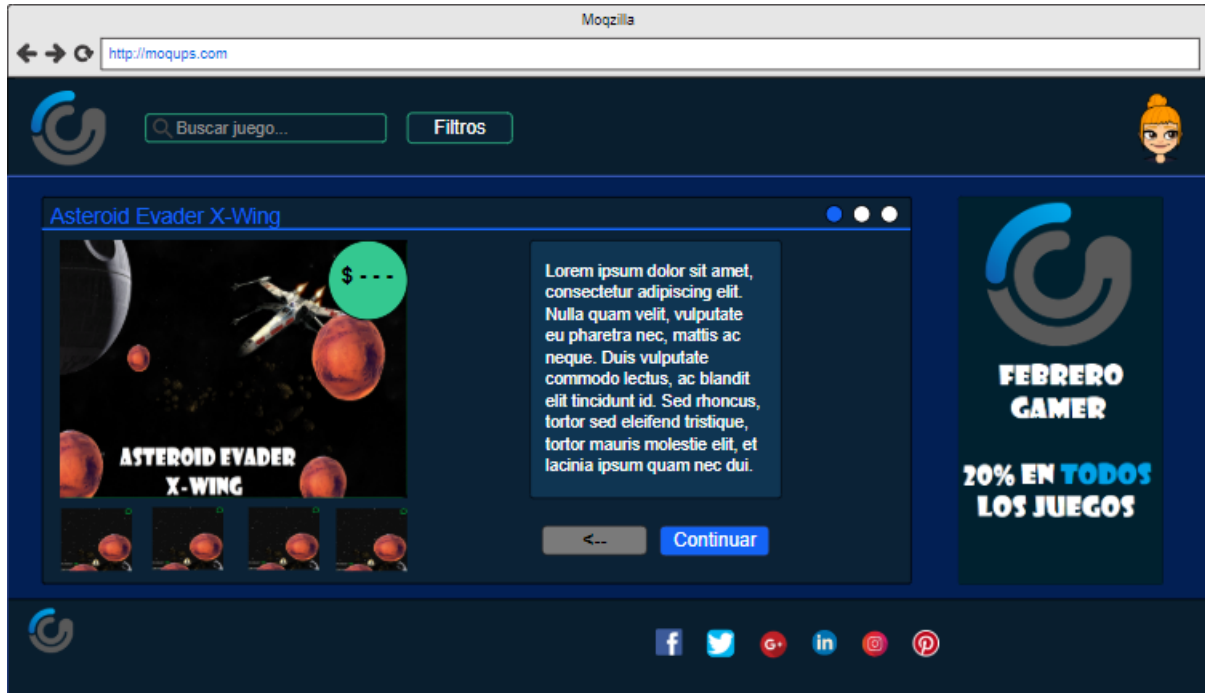 Moqzilla
http://moqups.com
Buscar juego...
Filtros
Asteroid Evader X-Wing
$ - - -
ASTEROID EVADER
X-WING
Lorem ipsum dolor sit amet,
consectetur adipiscing elit.
Nulla quam velit, vulputate
eu pharetra nec, mattis ac
neque. Duis vulputate
commodo lectus, ac blandit
elit tincidunt id. Sed rhoncus,
tortor sed eleifend tristique,
tortor mauris molestie elit, et
lacinia ipsum quam nec dui.
<--
Continuar
FEBRERO
GAMER
20% EN TODOS
LOS JUEGOS
f
G+
in